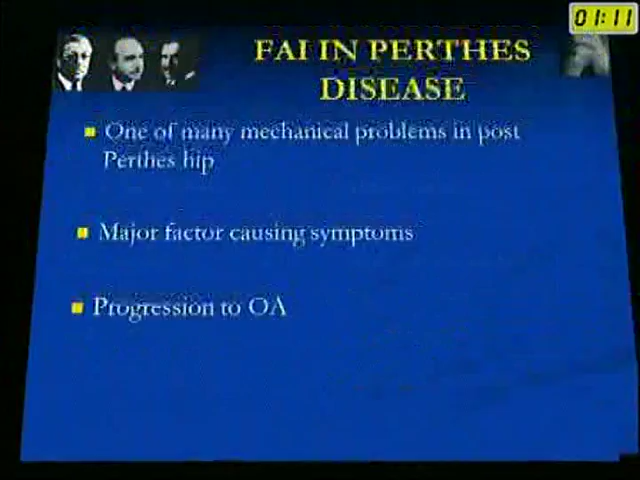 01:11
FAI IN PERTHES
DISEASE
One of many mechanical problems in post
Perthes hip
Major factor causing symptoms
Progression to OA